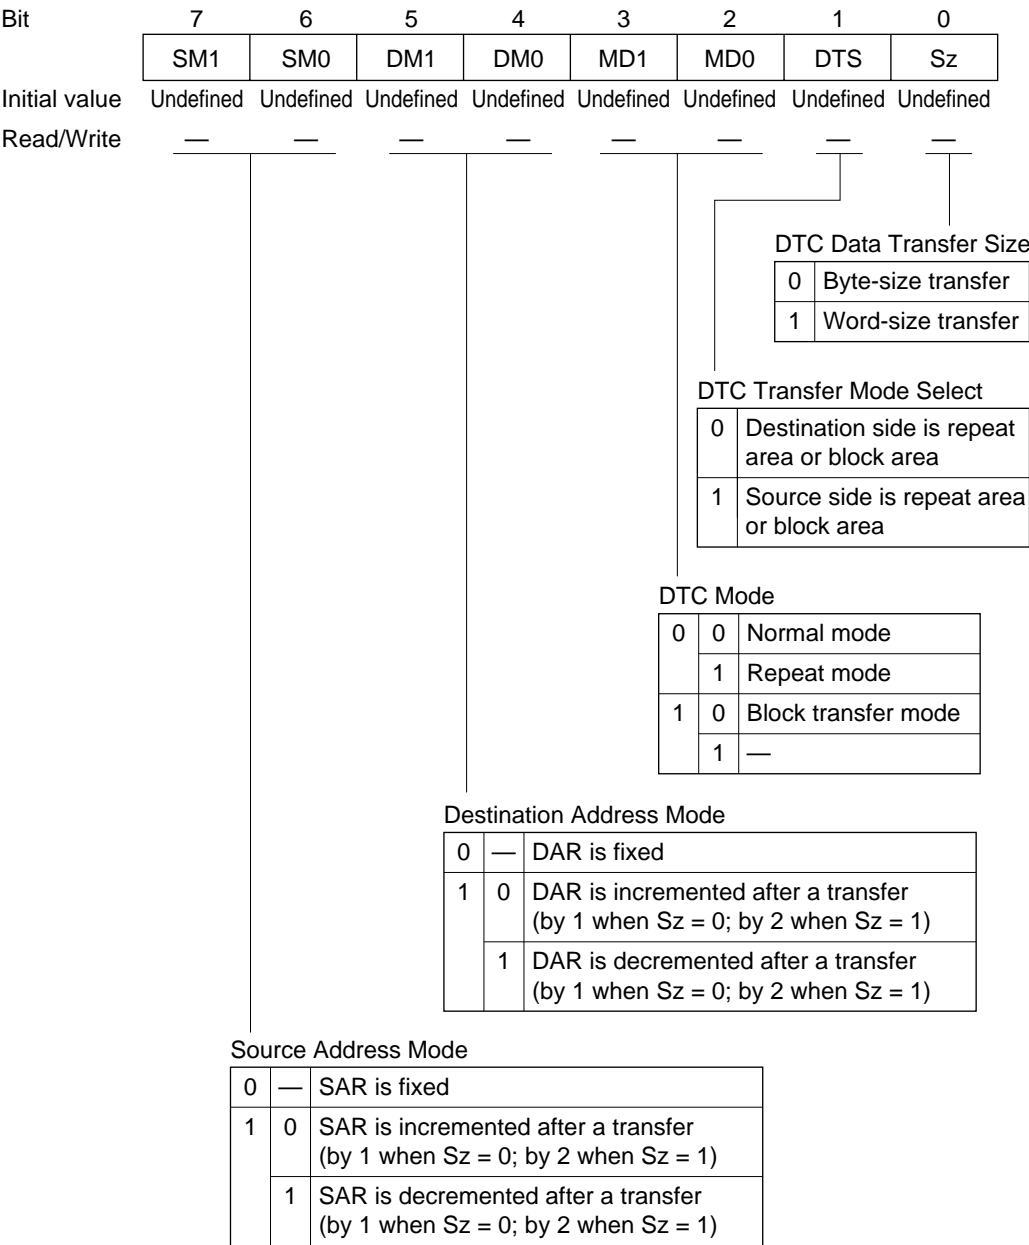 Bit 7 6 5 4 3 2 1 0
SM1 SM0 DM1 DM0 MD1 MD0 DTS Sz
Initial value Undefined Undefined Undefined Undefined Undefined Undefined Undefined Undefined
Read/Write — — — — — — — —
DTC Data Transfer Size
0 Byte-size transfer
1 Word-size transfer
DTC Transfer Mode Select
0 Destination side is repeat
area or block area
1 Source side is repeat area
or block area
DTC Mode
0 0 Normal mode
1 Repeat mode
1 0 Block transfer mode
1 —
Destination Address Mode
0 — DAR is fixed
1 0 DAR is incremented after a transfer
(by 1 when Sz = 0; by 2 when Sz = 1)
1 DAR is decremented after a transfer
(by 1 when Sz = 0; by 2 when Sz = 1)
Source Address Mode
0 — SAR is fixed
1 0 SAR is incremented after a transfer
(by 1 when Sz = 0; by 2 when Sz = 1)
1 SAR is decremented after a transfer
(by 1 when Sz = 0; by 2 when Sz = 1)